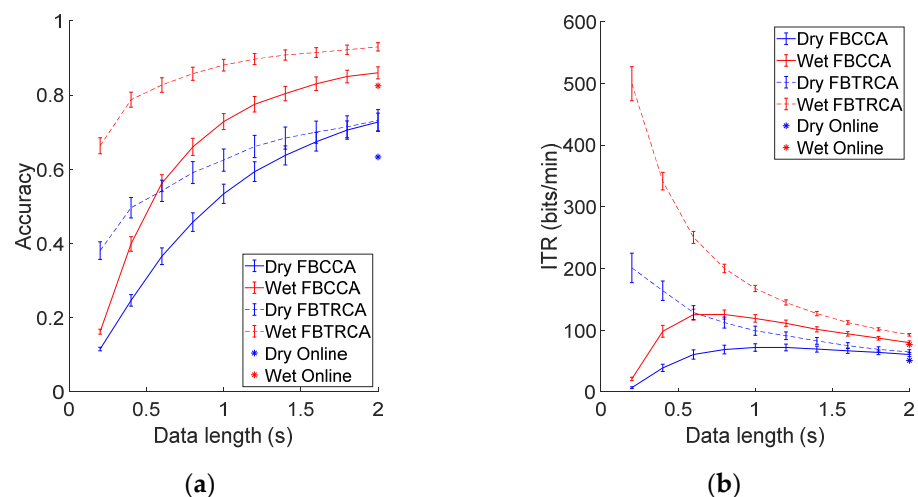 1
0.8
0.6
0.4
0.2
0
Accuracy
0 0.5 1 1.5 2
Data length (s)
Dry FBCCA
Wet FBCCA
Dry FBTRCA
Wet FBTRCA
Dry Online
Wet Online
(a)
600
500
400
300
200
100
0
ITR (bits/min)
0 0.5 1 1.5 2
Data length (s)
Dry FBCCA
Wet FBCCA
Dry FBTRCA
Wet FBTRCA
Dry Online
Wet Online
(b)